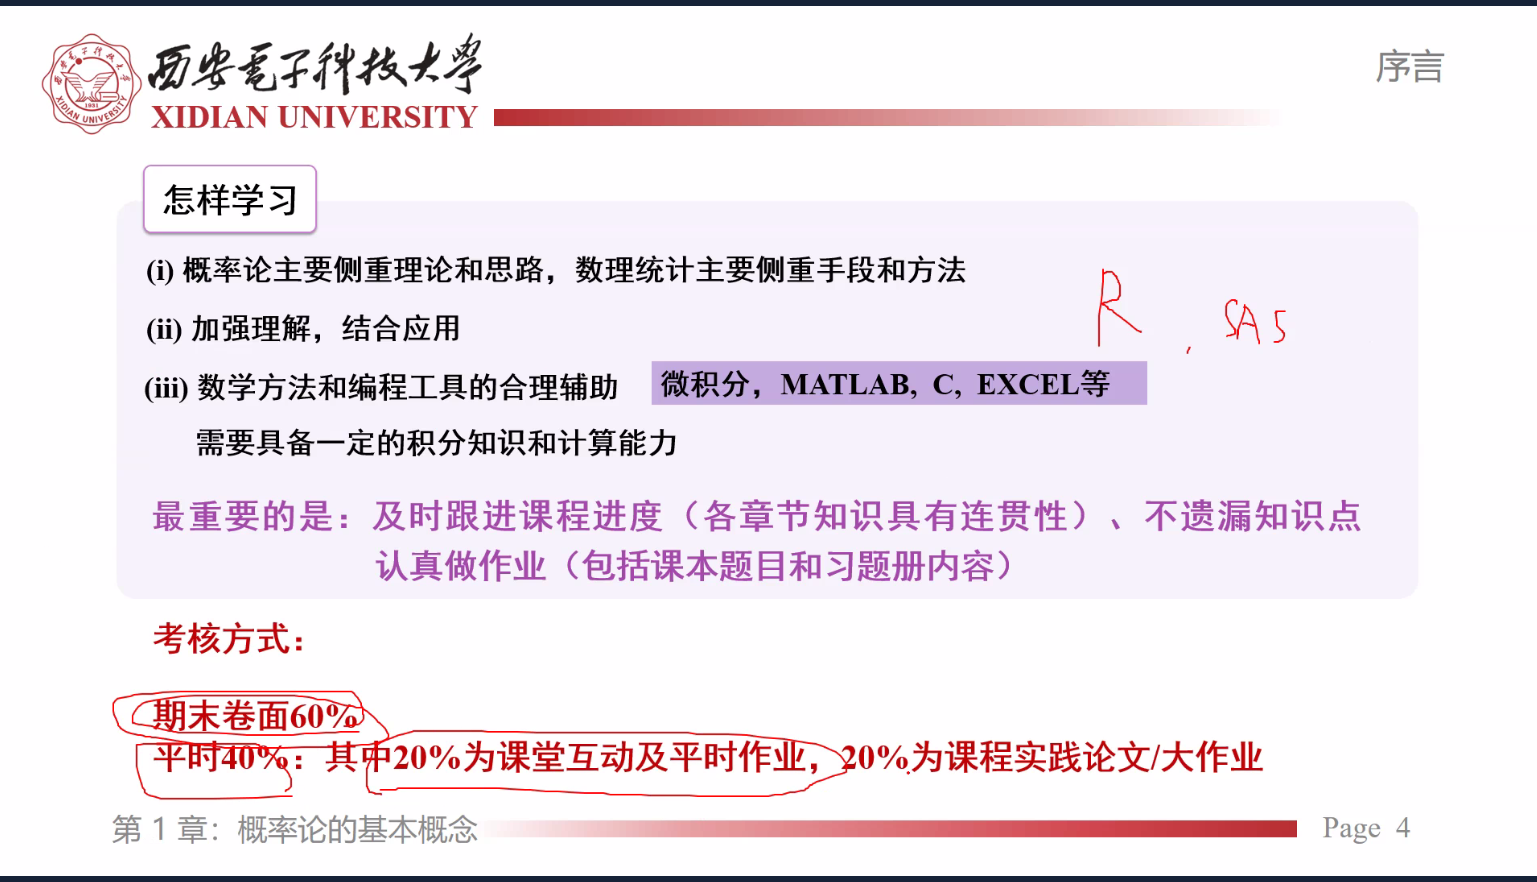 西安電子科技大學
XIDIAN UNIVERSITY
序言
怎样学习
(i) 概率论主要侧重理论和思路，数理统计主要侧重手段和方法
(ii) 加强理解，结合应用
R , SAS
(iii) 数学方法和编程工具的合理辅助 微积分，MATLAB, C, EXCEL等
需要具备一定的积分知识和计算能力
最重要的是：及时跟进课程进度（各章节知识具有连贯性）、不遗漏知识点
认真做作业（包括课本题目和习题册内容）
考核方式：
期末卷面60%
平时40%：其中20%为课堂互动及平时作业，20%为课程实践论文/大作业
第 1 章：概率论的基本概念
Page 4